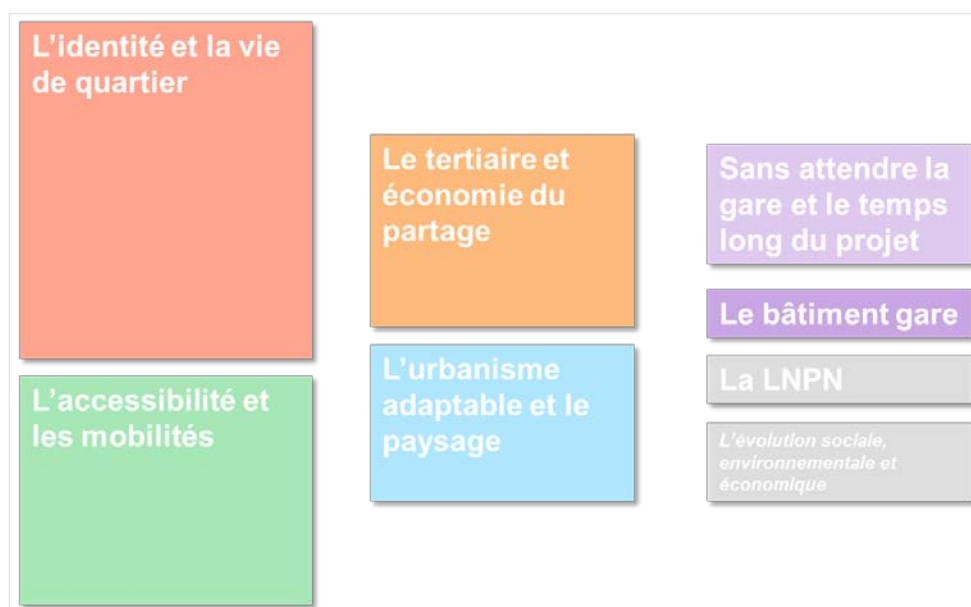 L'identité et la vie
de quartier
L'accessibilité et
les mobilités
Le tertiaire et
économie du
partage
L'urbanisme
adaptable et le
paysage
Sans attendre la
gare et le temps
long du projet
Le bâtiment gare
La LNPN
L'évolution sociale,
environnementale et
économique